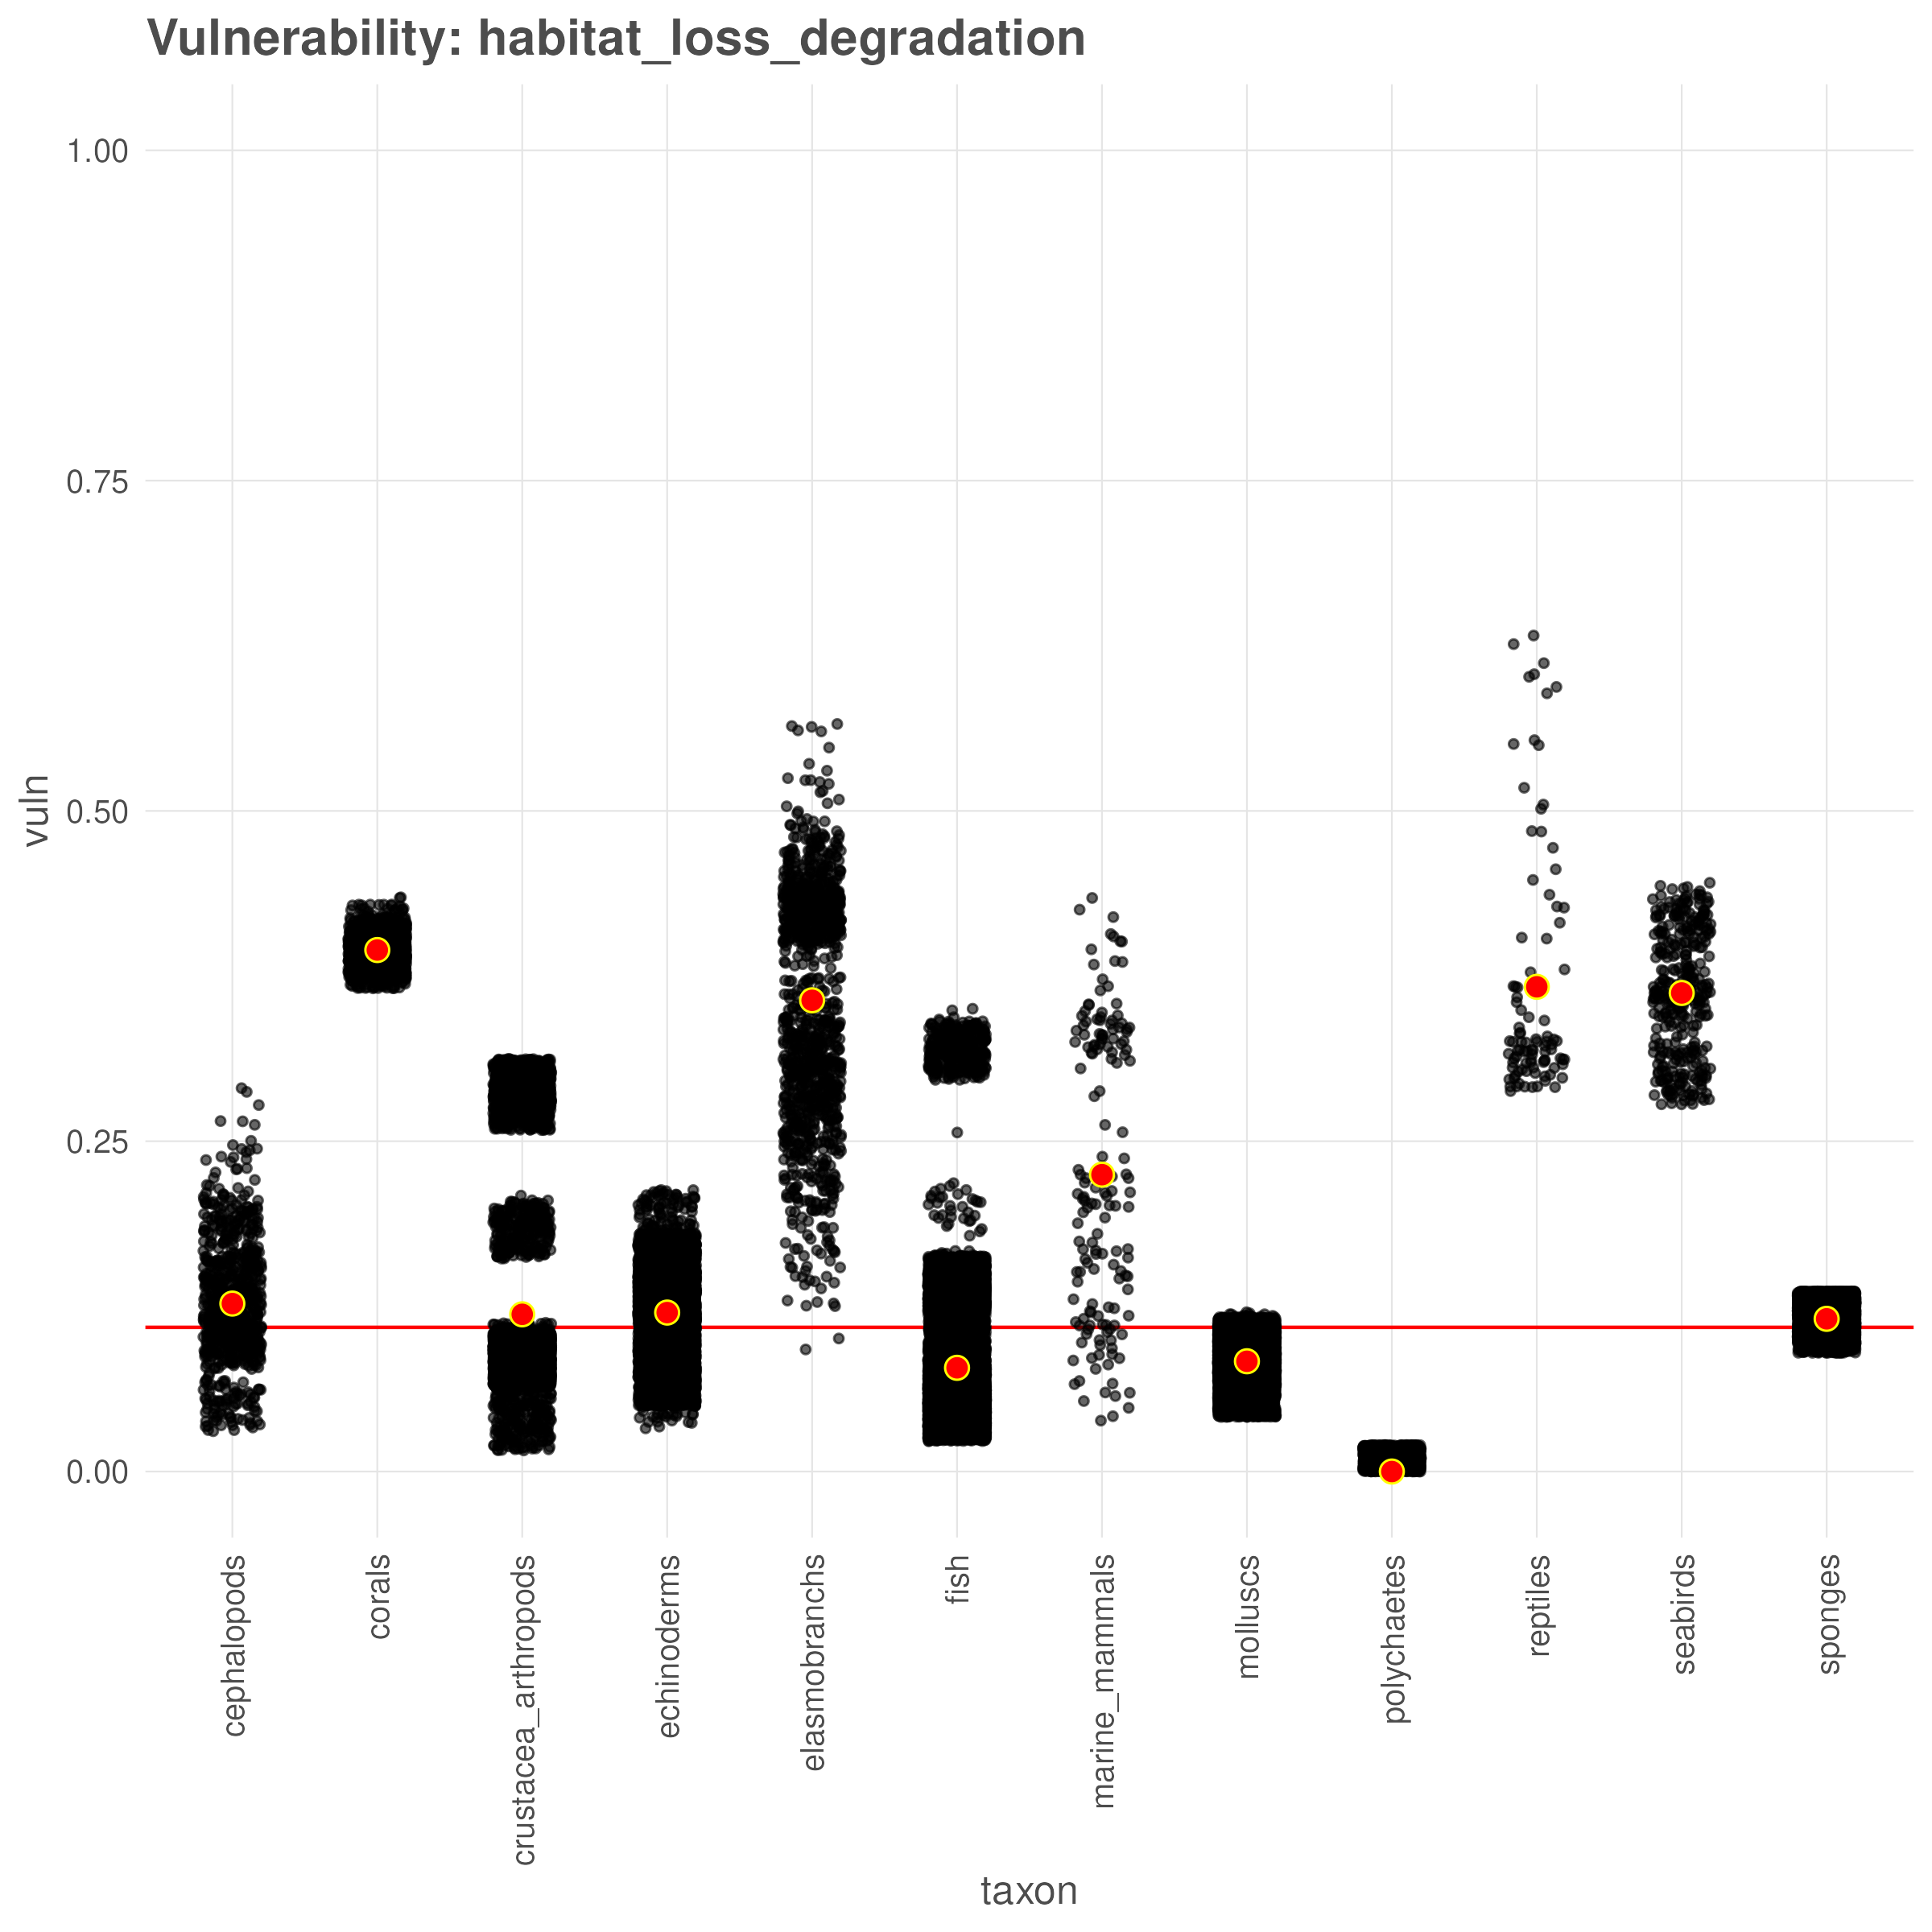 Vulnerability: habitat_loss_degradation
1.00
0.75
0.50
0.25
0.00
vuln
cephalopods
corals
crustacea_arthropods
echinoderms
elasmobranchs
fish
marine_mammals
molluscs
polychaetes
reptiles
seabirds
sponges
taxon